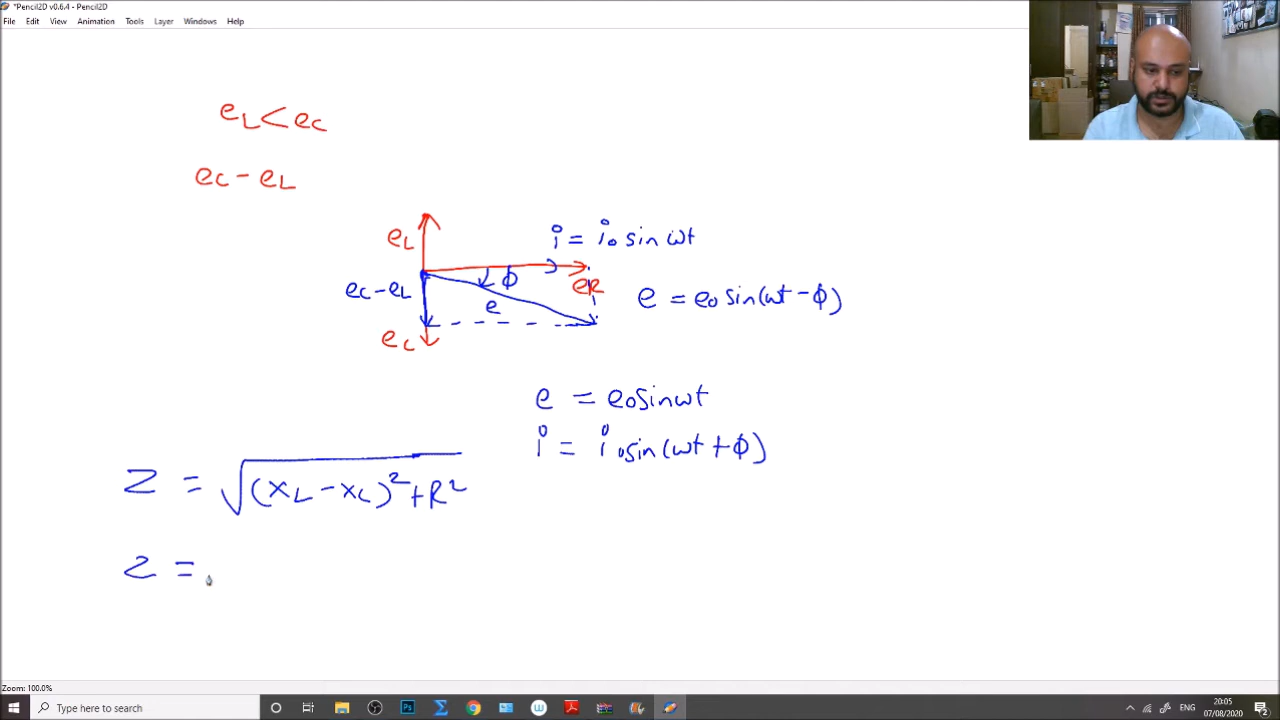 *Pencil2D v0.6.4 - Pencil2D
File Edit View Animation Tools Layer Windows Help
eL < eC
eC - eL
eL
i = i₀ sin ωt
ϕ
eR
eC - eL
e
e = e₀ sin(ωt - ϕ)
eC
e = e₀ sin ωt
i = i₀ sin(ωt + ϕ)
Z = √(XL - XC)² + R²
Z =
Zoom: 100.0%
Type here to search
ENG
20:05
07/08/2020
2